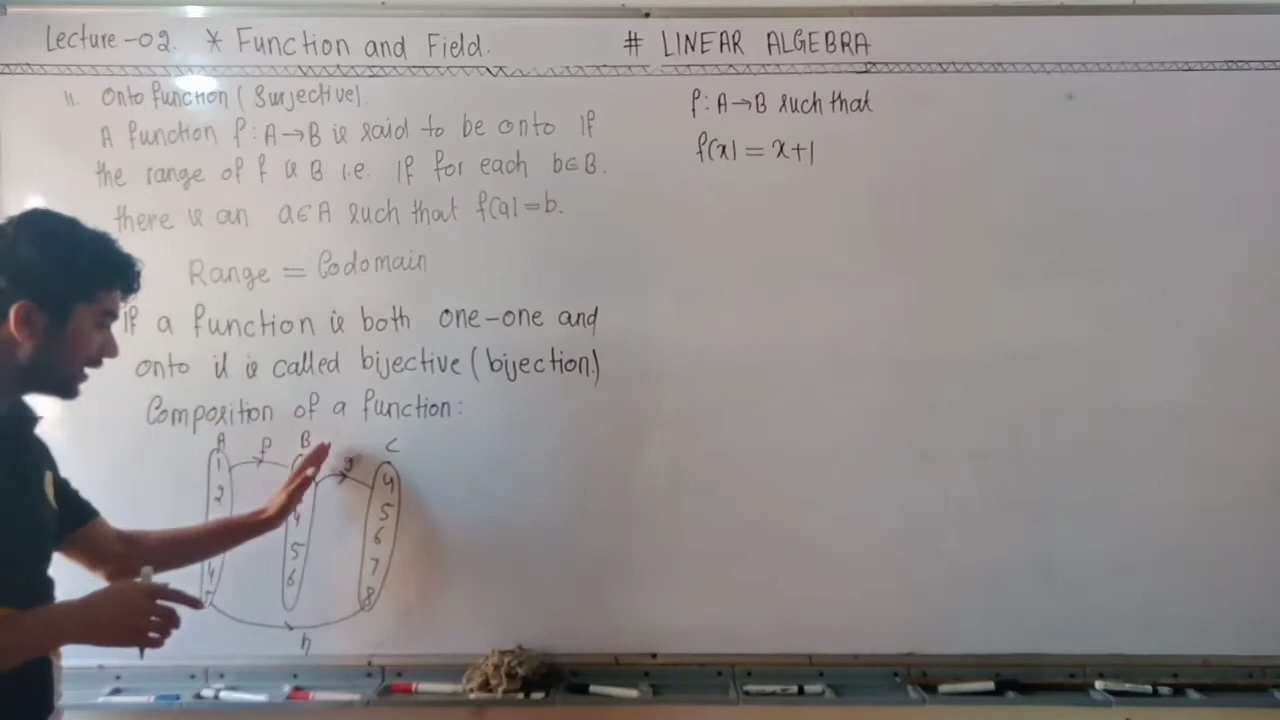 Lecture-02. * Function and Field. # LINEAR ALGEBRA
11. Onto function (Surjective)
A function f: A→B is said to be onto if
the range of f is B i.e. if for each b∈B.
there is an a∈A such that f(a)=b.
Range = Codomain
if a function is both one-one and
onto it is called bijective (bijection)
Composition of a function:
A f B g C
1
2
4
5
4
5
6
4
5
6
7
8
h
f: A→B such that
f(x) = x+1